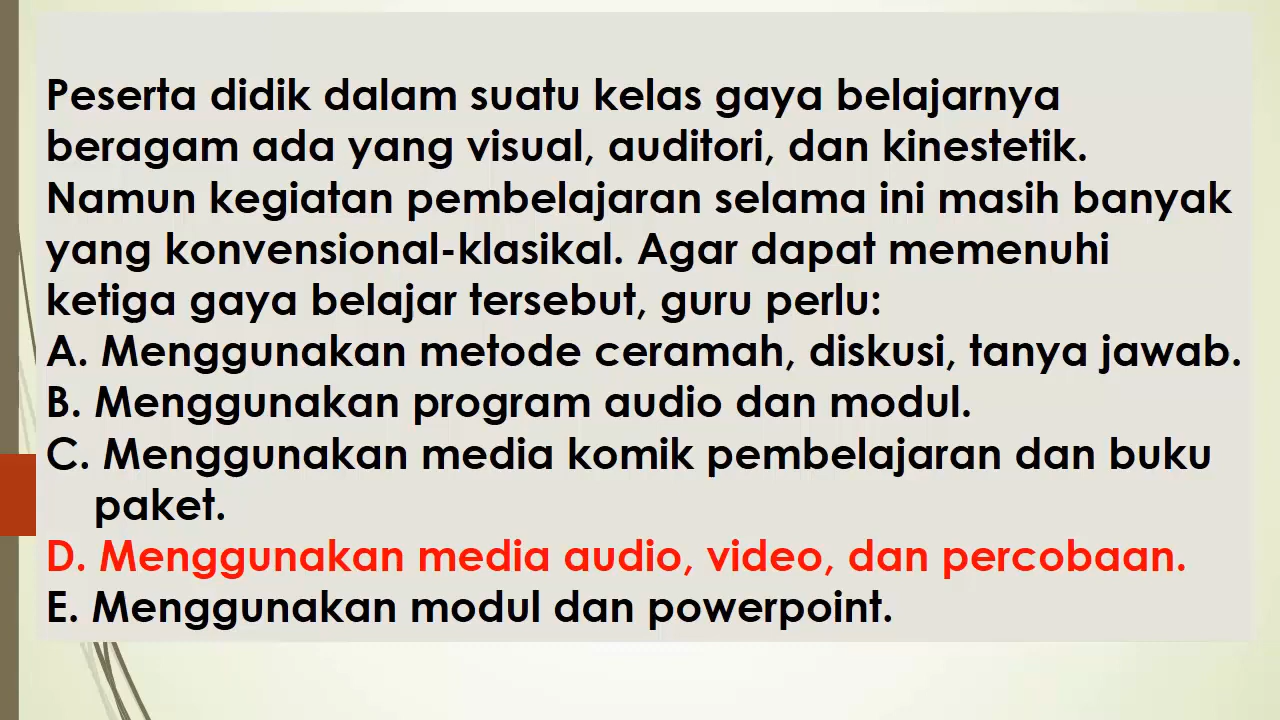 Peserta didik dalam suatu kelas gaya belajarnya
beragam ada yang visual, auditori, dan kinestetik.
Namun kegiatan pembelajaran selama ini masih banyak
yang konvensional-klasikal. Agar dapat memenuhi
ketiga gaya belajar tersebut, guru perlu:
A. Menggunakan metode ceramah, diskusi, tanya jawab.
B. Menggunakan program audio dan modul.
C. Menggunakan media komik pembelajaran dan buku
paket.
D. Menggunakan media audio, video, dan percobaan.
E. Menggunakan modul dan powerpoint.